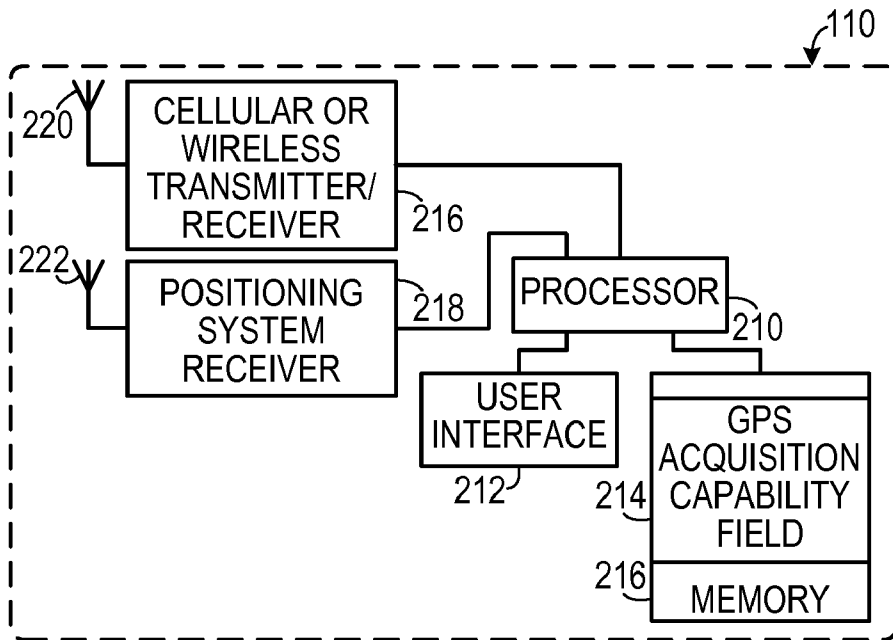 110
220
CELLULAR OR
WIRELESS
TRANSMITTER/
RECEIVER
216
222
POSITIONING
SYSTEM
RECEIVER
218
PROCESSOR
210
USER
INTERFACE
212
GPS
ACQUISITION
CAPABILITY
FIELD
214
216
MEMORY